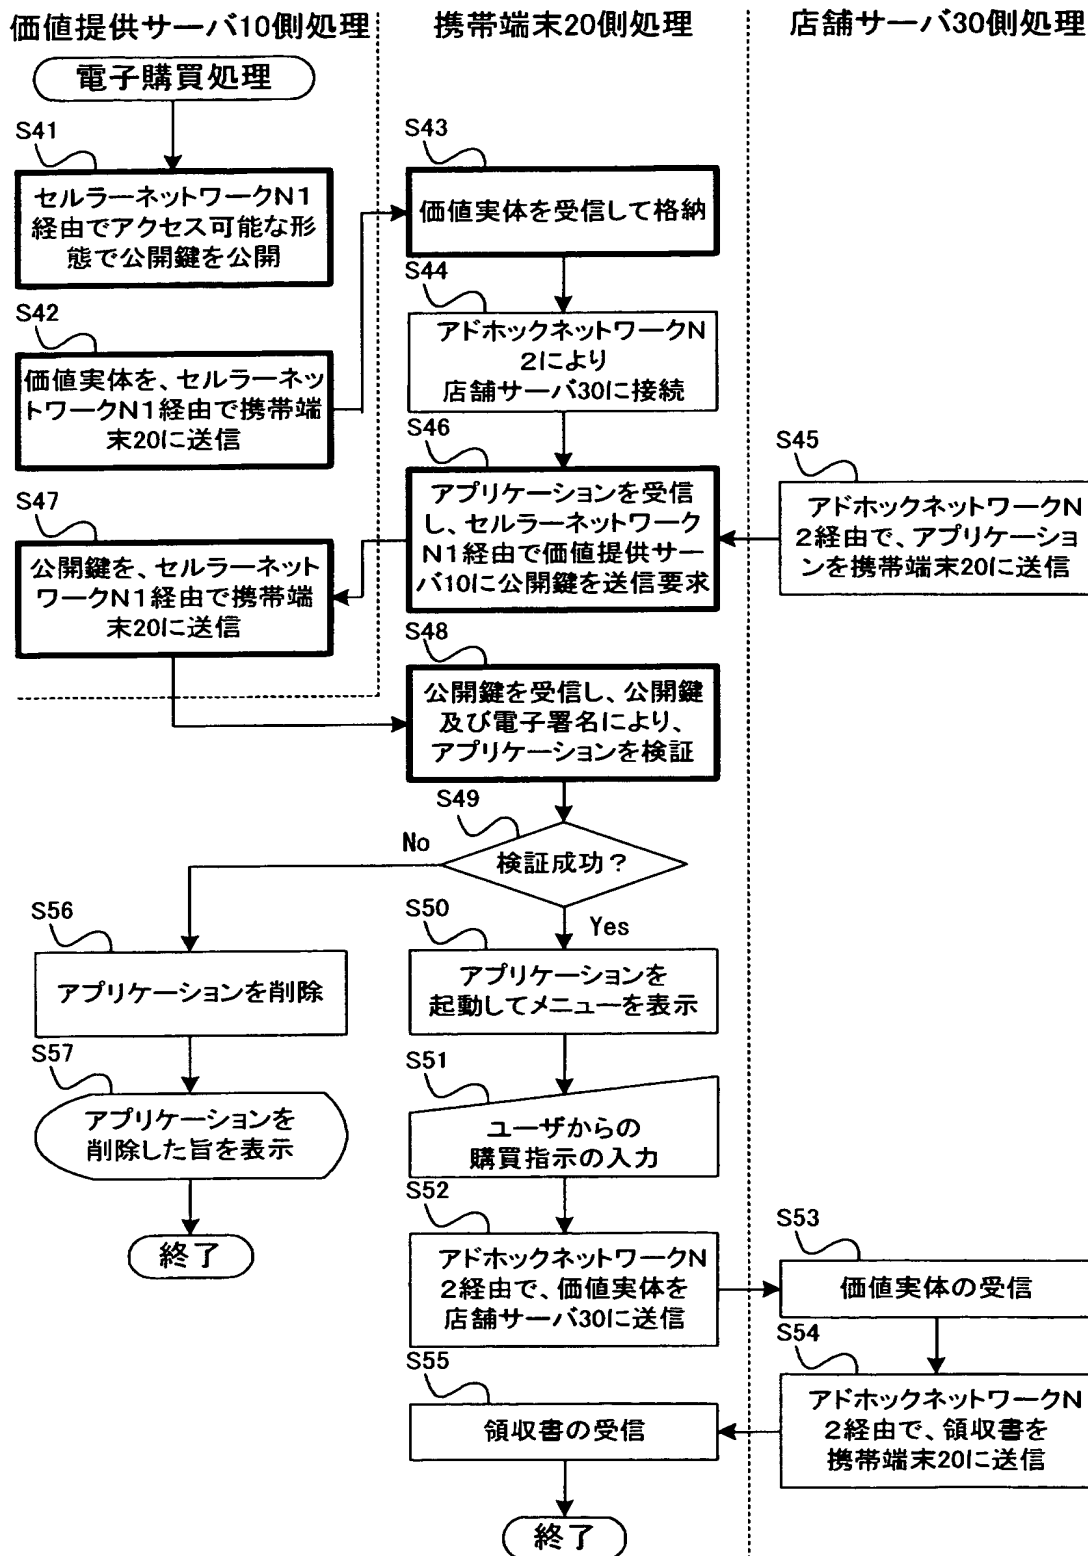 価値提供サーバ10側処理
携帯端末20側処理
店舗サーバ30側処理
電子購買処理
S41
セルラーネットワークN1
経由でアクセス可能な形
態で公開鍵を公開
S42
価値実体を、セルラーネッ
トワークN1経由で携帯端
末20に送信
S43
価値実体を受信して格納
S44
アドホックネットワークN
2により
店舗サーバ30に接続
S45
アドホックネットワークN
2経由で、アプリケーショ
ンを携帯端末20に送信
S46
アプリケーションを受信
し、セルラーネットワーク
N1経由で価値提供サー
バ10に公開鍵を送信要求
S47
公開鍵を、セルラーネット
ワークN1経由で携帯端
末20に送信
S48
公開鍵を受信し、公開鍵
及び電子署名により、
アプリケーションを検証
S49
検証成功？
No
Yes
S50
アプリケーションを
起動してメニューを表示
S51
ユーザからの
購買指示の入力
S52
アドホックネットワークN
2経由で、価値実体を
店舗サーバ30に送信
S53
価値実体の受信
S54
アドホックネットワークN
2経由で、領収書を
携帯端末20に送信
S55
領収書の受信
終了
S56
アプリケーションを削除
S57
アプリケーションを
削除した旨を表示
終了